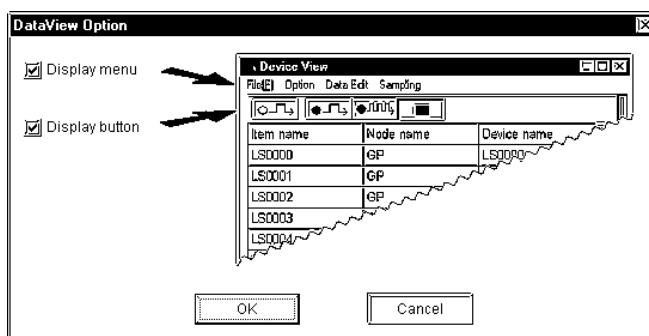 DataView Option
Display menu
Display button
Device View
File(F) Option Data Edit Sampling
Item name Node name Device name
LS0000 GP LS0000
LS0001 GP
LS0002 GP
LS0003
LS0004
OK Cancel